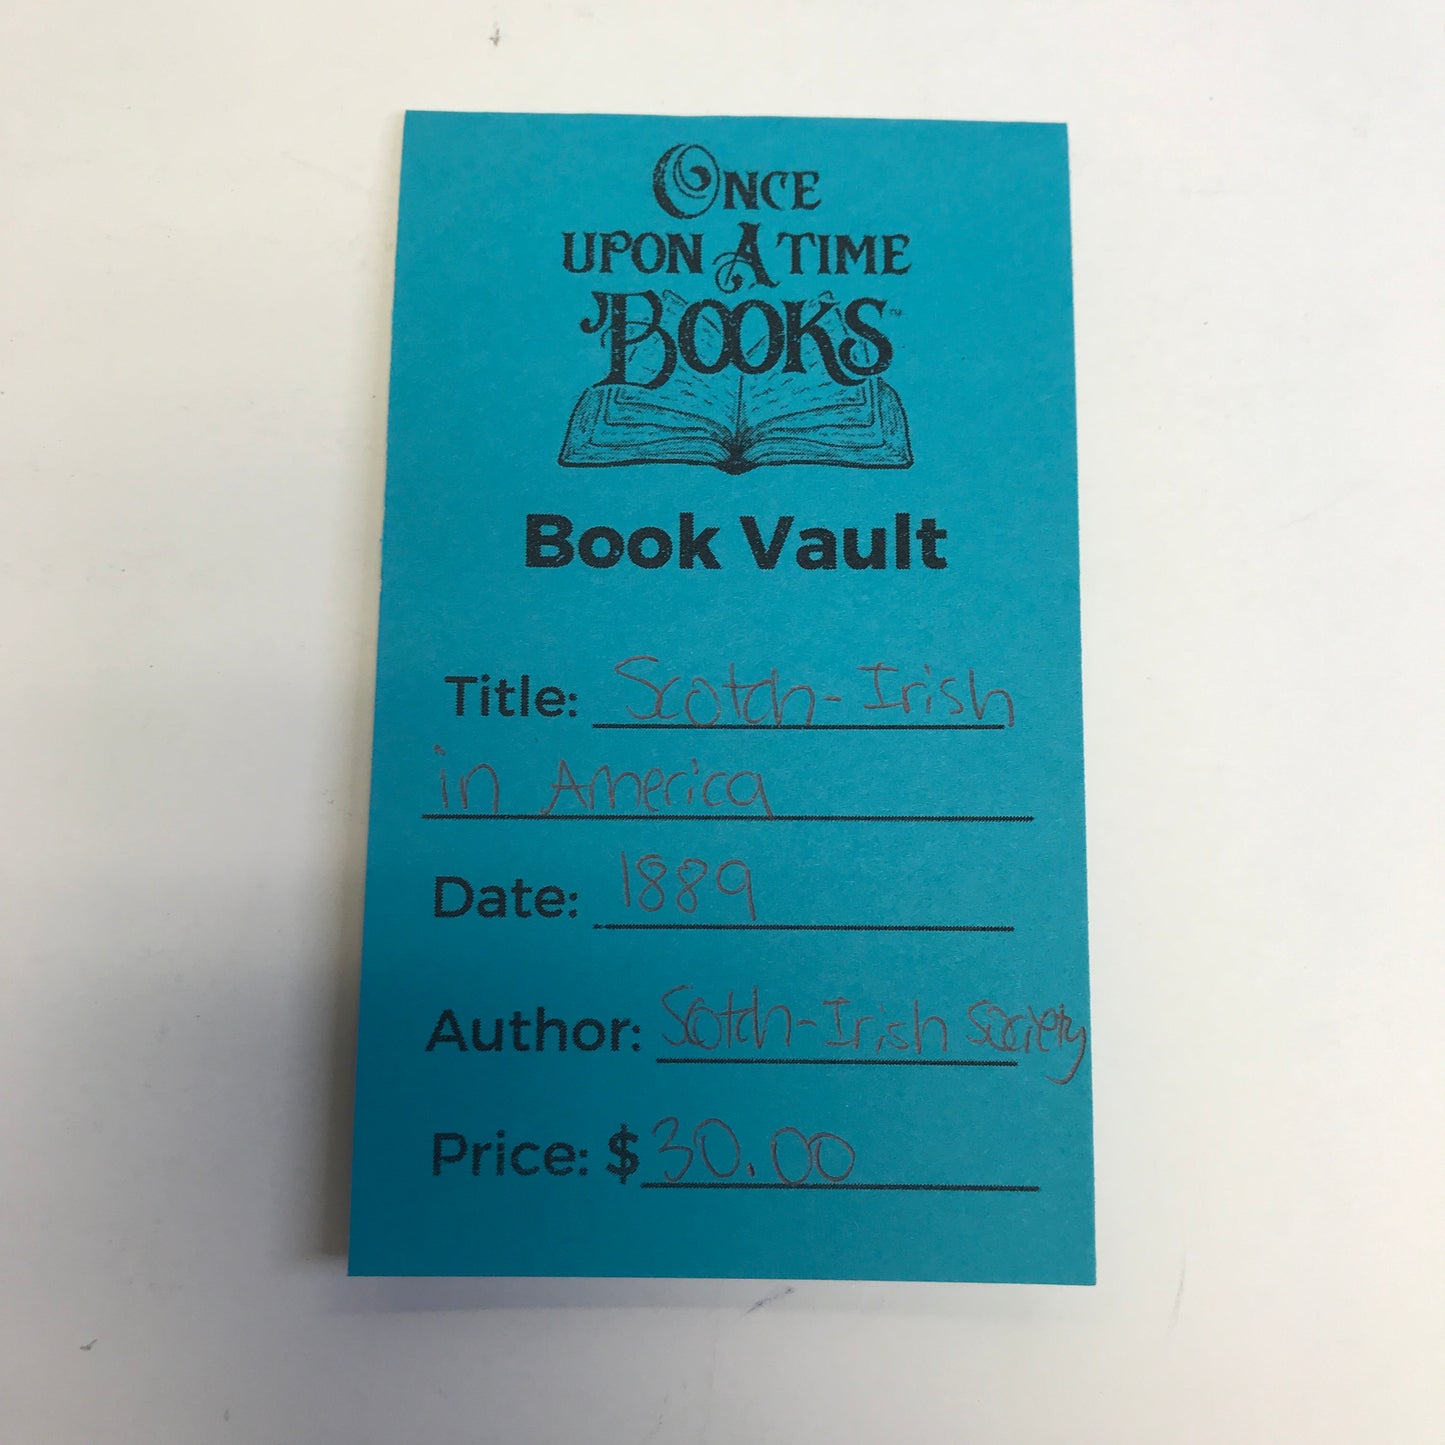 ONCE
UPON A TIME
BOOKS™
Book Vault
Title: Scotch-Irish
in America
Date: 1889
Author: Scotch-Irish Society
Price: $30.00